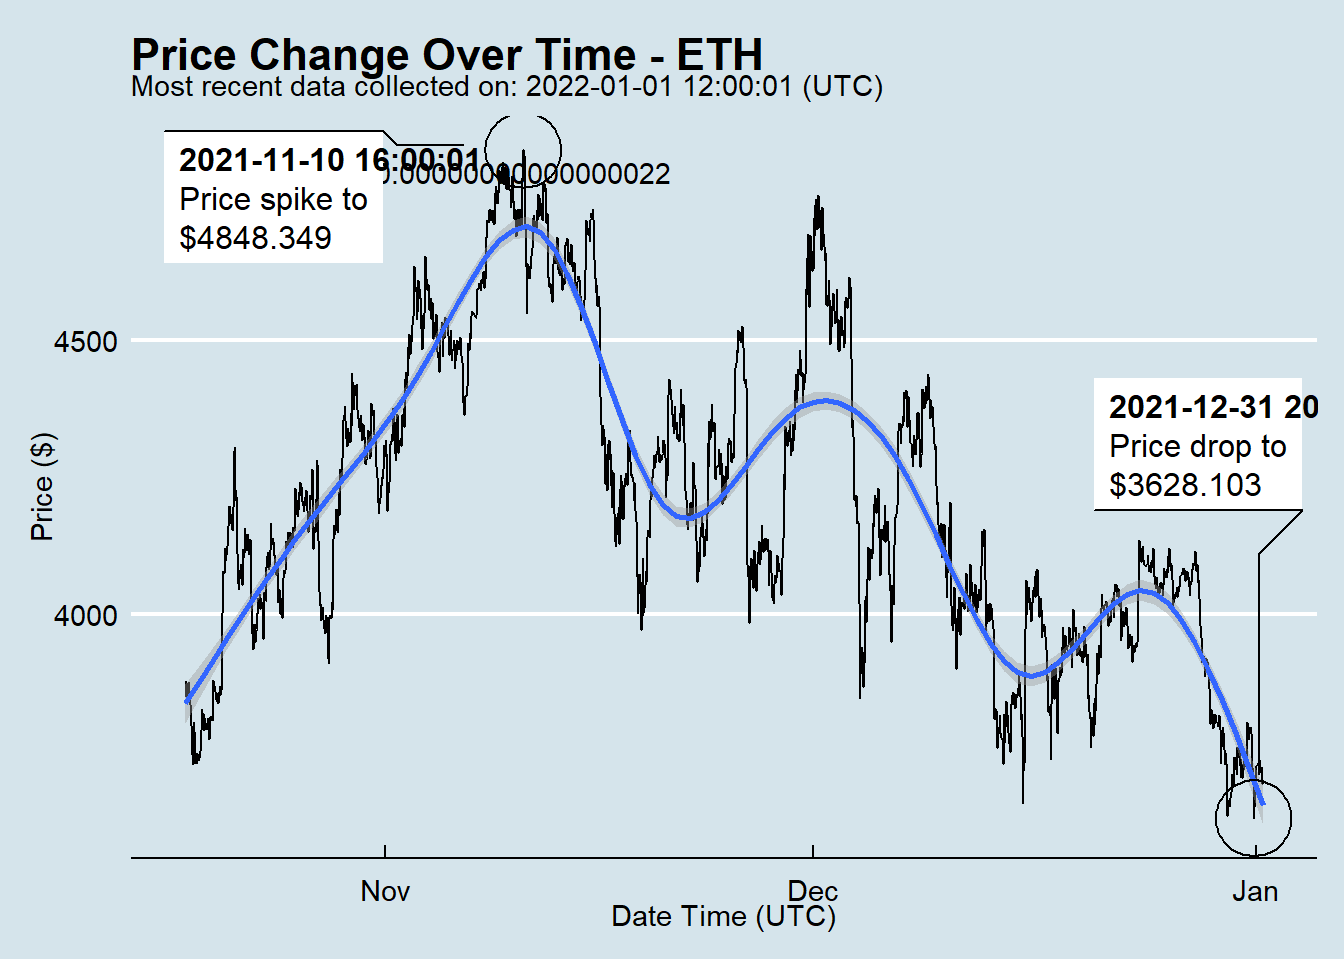 Price Change Over Time - ETH
Most recent data collected on: 2022-01-01 12:00:01 (UTC)
2021-11-10 16:00:01
Price spike to
$4848.349
0.00000000000000022
4500
2021-12-31 20
Price drop to
$3628.103
Price ($)
4000
Nov
Dec
Jan
Date Time (UTC)